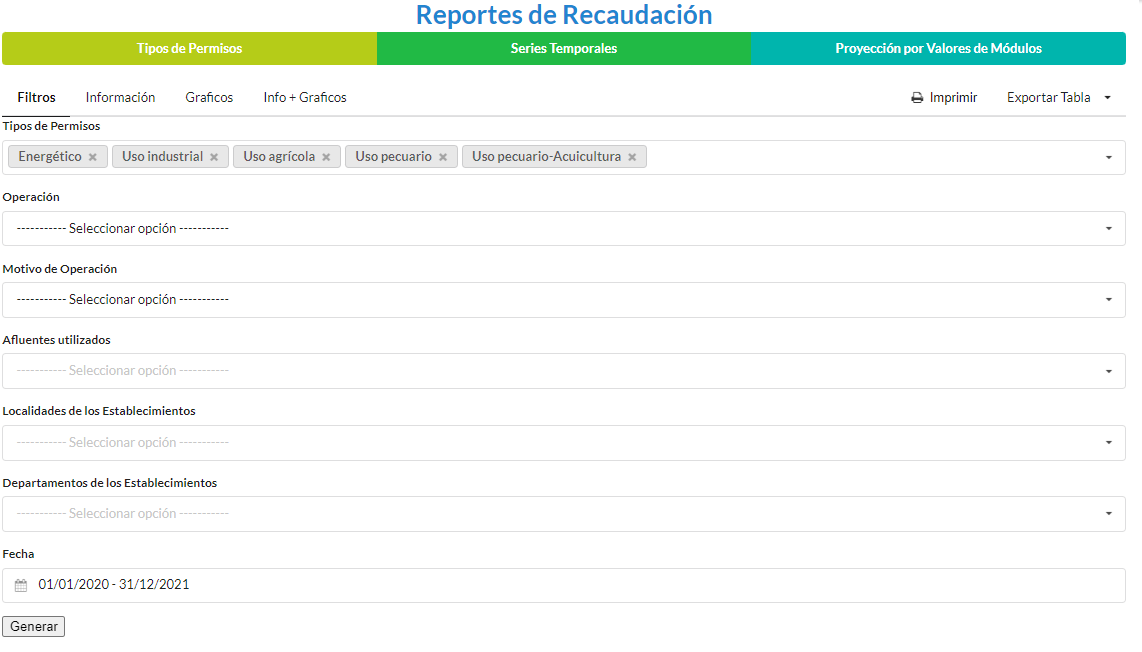 Reportes de Recaudación
Tipos de Permisos Series Temporales Proyección por Valores de Módulos
Filtros Información Graficos Info + Graficos Imprimir Exportar Tabla
Tipos de Permisos
Energético × Uso industrial × Uso agrícola × Uso pecuario × Uso pecuario-Acuicultura ×
Operación
----------- Seleccionar opción -----------
Motivo de Operación
----------- Seleccionar opción -----------
Afluentes utilizados
----------- Seleccionar opción -----------
Localidades de los Establecimientos
----------- Seleccionar opción -----------
Departamentos de los Establecimientos
----------- Seleccionar opción -----------
Fecha
01/01/2020 - 31/12/2021
Generar